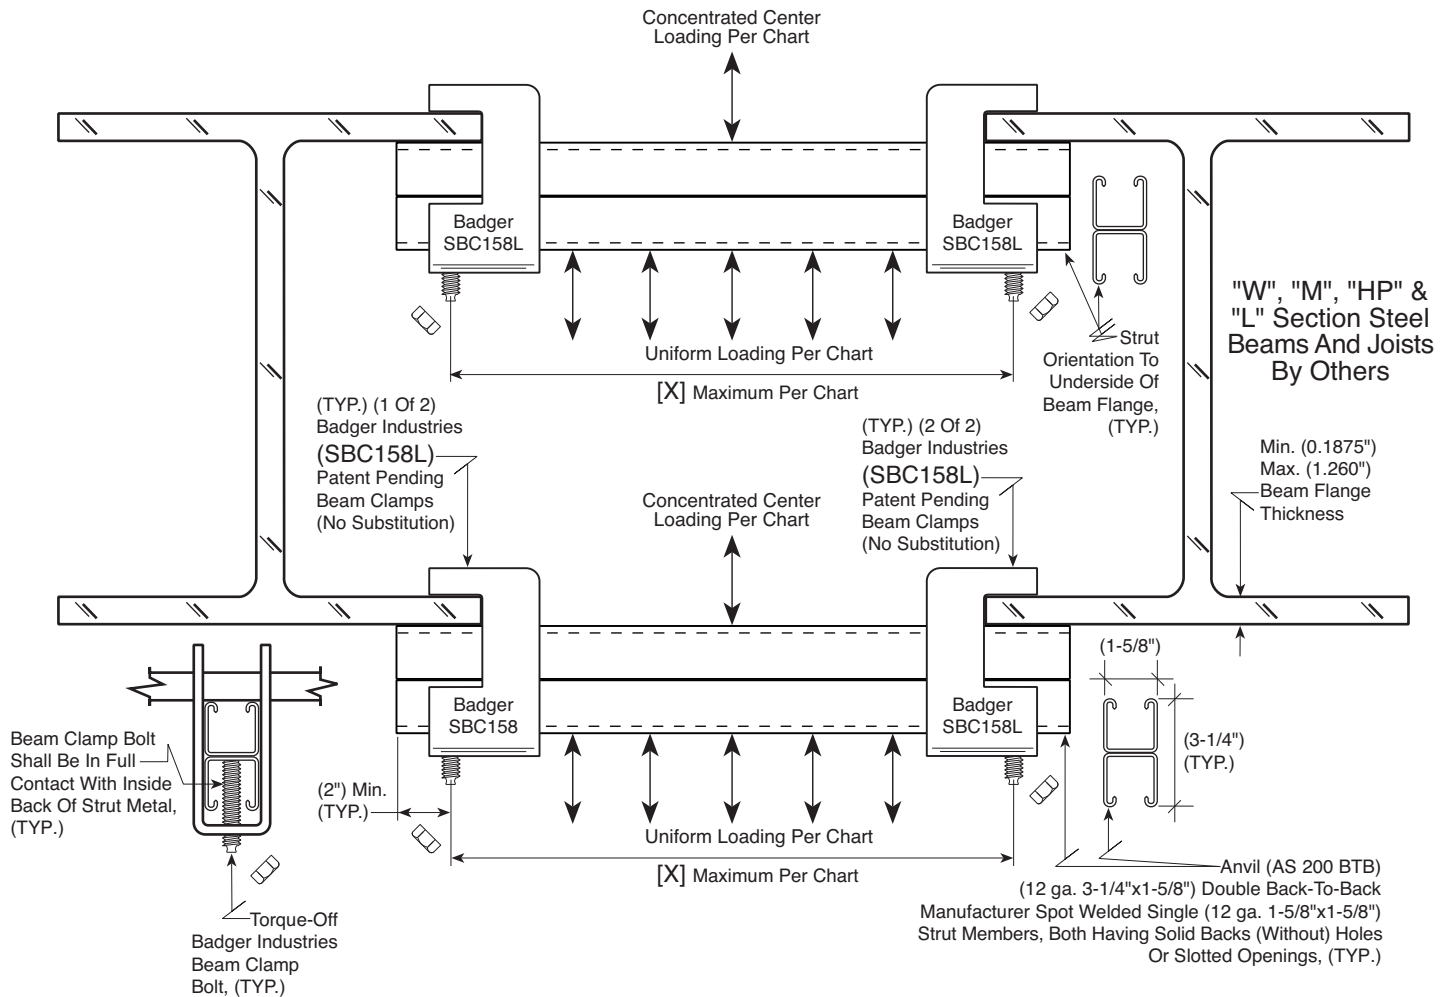 Concentrated Center
Loading Per Chart
Badger
SBC158L
Badger
SBC158L
Uniform Loading Per Chart
[X] Maximum Per Chart
Strut
Orientation To
Underside Of
Beam Flange,
(TYP.)
"W", "M", "HP" &
"L" Section Steel
Beams And Joists
By Others
(TYP.) (1 Of 2)
Badger Industries
(SBC158L)
Patent Pending
Beam Clamps
(No Substitution)
Concentrated Center
Loading Per Chart
(TYP.) (2 Of 2)
Badger Industries
(SBC158L)
Patent Pending
Beam Clamps
(No Substitution)
Min. (0.1875")
Max. (1.260")
Beam Flange
Thickness
Badger
SBC158
Badger
SBC158L
(1-5/8")
(3-1/4")
(TYP.)
Beam Clamp Bolt
Shall Be In Full
Contact With Inside
Back Of Strut Metal,
(TYP.)
(2") Min.
(TYP.)
Uniform Loading Per Chart
[X] Maximum Per Chart
Torque-Off
Badger Industries
Beam Clamp
Bolt, (TYP.)
Anvil (AS 200 BTB)
(12 ga. 3-1/4"x1-5/8") Double Back-To-Back
Manufacturer Spot Welded Single (12 ga. 1-5/8"x1-5/8")
Strut Members, Both Having Solid Backs (Without) Holes
Or Slotted Openings, (TYP.)